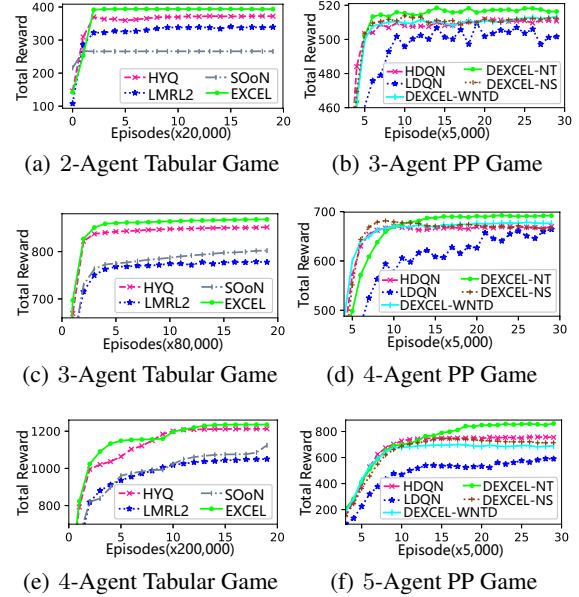 400
300
200
100
Total Reward
HYQ
LMRL2
SOoN
EXCEL
0 5 10 15 20
Episodes(x20,000)
(a) 2-Agent Tabular Game
520
500
480
460
Total Reward
HDQN
LDQN
DEXCEL-WNTD
DEXCEL-NT
DEXCEL-NS
5 10 15 20 25 30
Episode(x5,000)
(b) 3-Agent PP Game
800
700
Total Reward
HYQ
LMRL2
SOoN
EXCEL
0 5 10 15 20
Episodes(x80,000)
(c) 3-Agent Tabular Game
700
600
500
Total Reward
HDQN
LDQN
DEXCEL-WNTD
DEXCEL-NT
DEXCEL-NS
5 10 15 20 25 30
Episode(x5,000)
(d) 4-Agent PP Game
1200
1000
800
Total Reward
HYQ
LMRL2
SOoN
EXCEL
0 5 10 15 20
Episodes(x200,000)
(e) 4-Agent Tabular Game
800
600
400
200
Total Reward
HDQN
LDQN
DEXCEL-WNTD
DEXCEL-NT
DEXCEL-NS
5 10 15 20 25 30
Episode(x5,000)
(f) 5-Agent PP Game